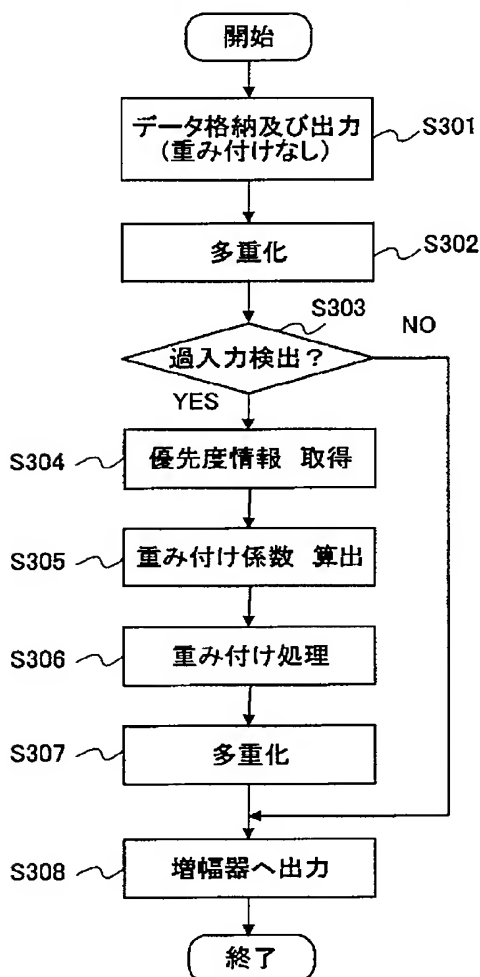 開始
データ格納及び出力
(重み付けなし)
S301
多重化
S302
S303
過入力検出?
NO
YES
S304
優先度情報 取得
S305
重み付け係数 算出
S306
重み付け処理
S307
多重化
S308
増幅器へ出力
終了